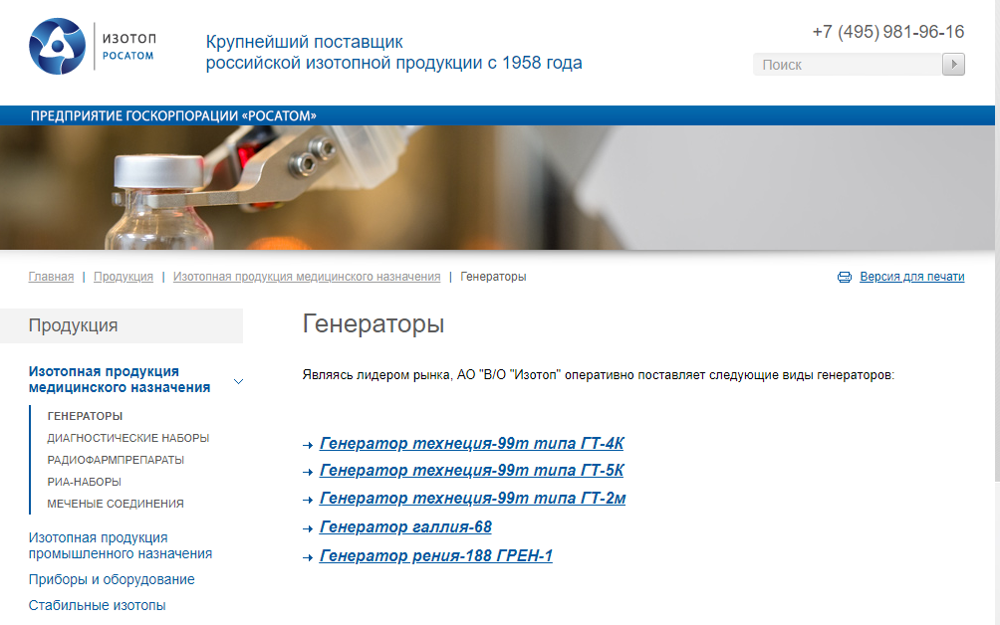 ИЗОТОП
РОСАТОМ
Крупнейший поставщик
российской изотопной продукции с 1958 года
+7 (495) 981-96-16
Поиск
ПРЕДПРИЯТИЕ ГОСКОРПОРАЦИИ «РОСАТОМ»
Главная | Продукция | Изотопная продукция медицинского назначения | Генераторы
Версия для печати
Продукция
Изотопная продукция
медицинского назначения
ГЕНЕРАТОРЫ
ДИАГНОСТИЧЕСКИЕ НАБОРЫ
РАДИОФАРМПРЕПАРАТЫ
РИА-НАБОРЫ
МЕЧЕНЫЕ СОЕДИНЕНИЯ
Изотопная продукция
промышленного назначения
Приборы и оборудование
Стабильные изотопы
Генераторы
Являясь лидером рынка, АО "В/О "Изотоп" оперативно поставляет следующие виды генераторов:
Генератор технеция-99m типа ГТ-4К
Генератор технеция-99m типа ГТ-5К
Генератор технеция-99m типа ГТ-2м
Генератор галлия-68
Генератор рения-188 ГРЕН-1